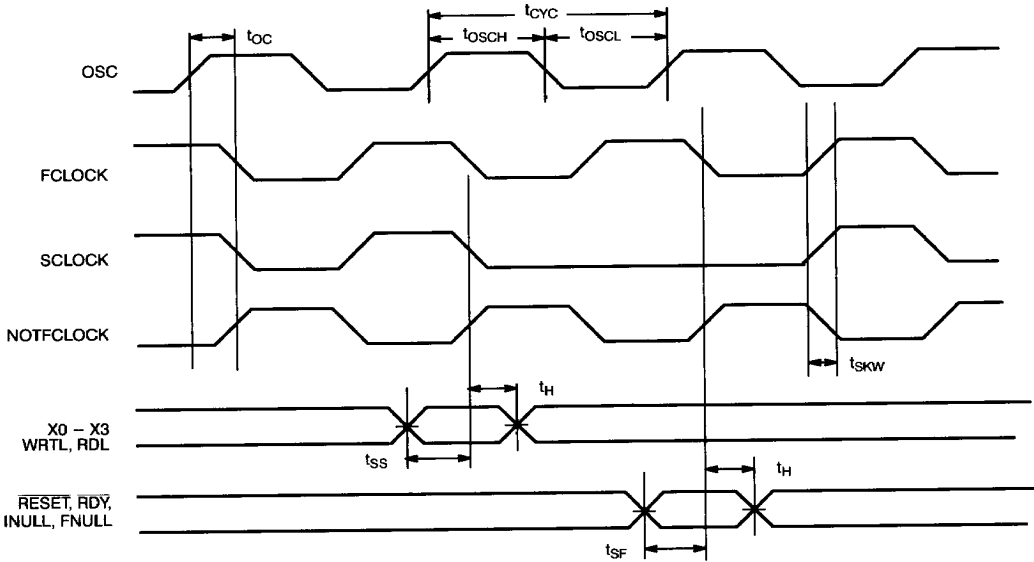 tCYC
tOC
tOSCH
tOSCL
OSC
FCLOCK
SCLOCK
NOTFCLOCK
tSKW
tH
X0 – X3
WRTL, RDL
tSS
tH
RESET, RDY,
INULL, FNULL
tSF